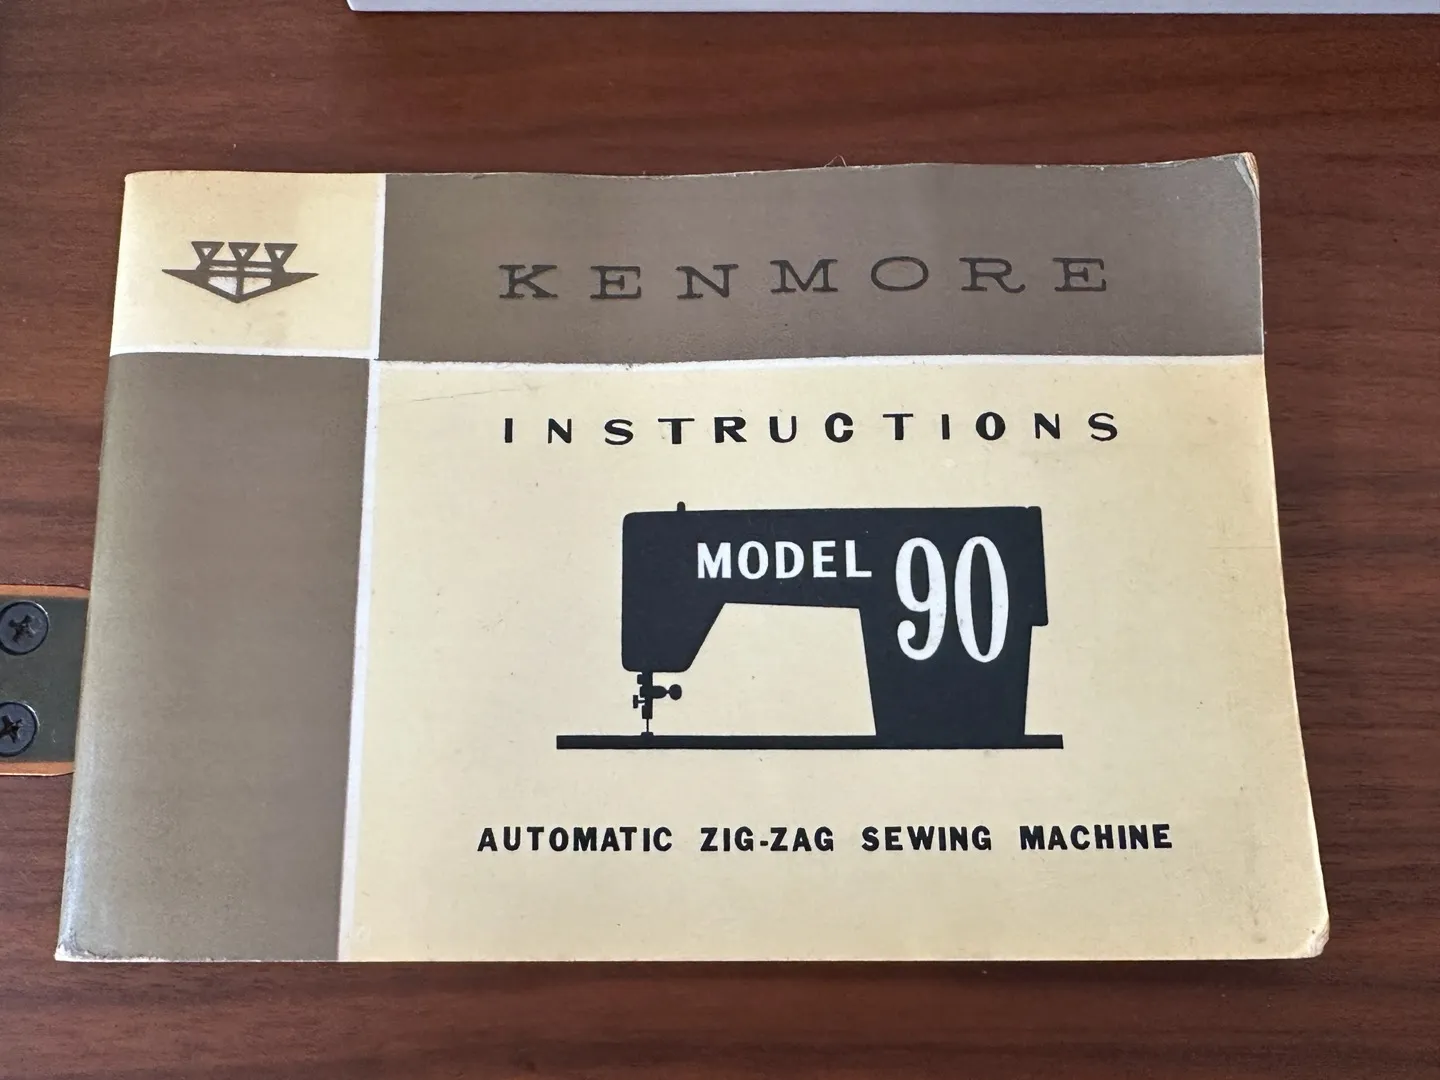 KENMORE
INSTRUCTIONS
MODEL 90
AUTOMATIC ZIG-ZAG SEWING MACHINE